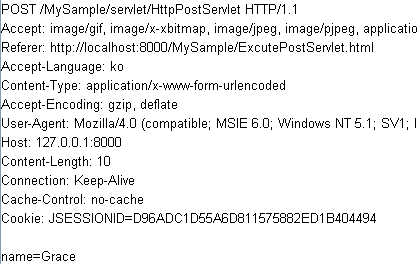 POST /MySample/servlet/HttpPostServlet HTTP/1.1
Accept: image/gif, image/x-xbitmap, image/jpeg, image/pjpeg, applicatio
Referer: http://localhost:8000/MySample/ExcutePostServlet.html
Accept-Language: ko
Content-Type: application/x-www-form-urlencoded
Accept-Encoding: gzip, deflate
User-Agent: Mozilla/4.0 (compatible; MSIE 6.0; Windows NT 5.1; SV1; I
Host: 127.0.0.1:8000
Content-Length: 10
Connection: Keep-Alive
Cache-Control: no-cache
Cookie: JSESSIONID=D96ADC1D55A6D811575882ED1B404494
name=Grace